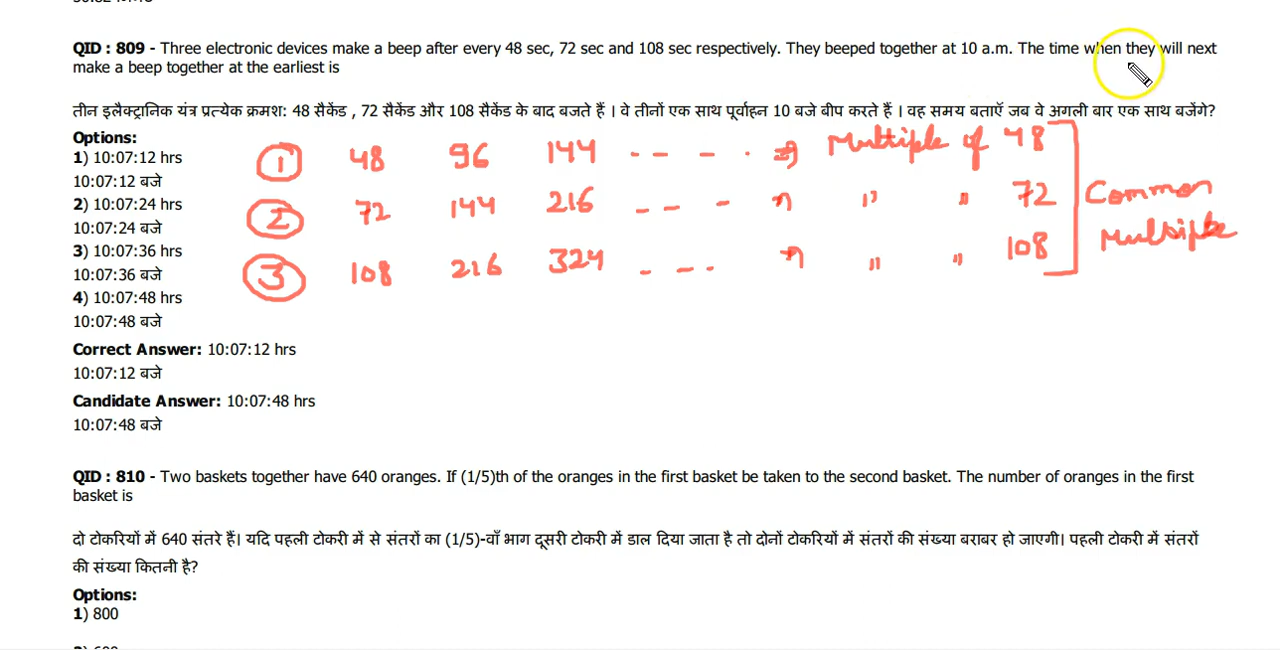 QID : 809 - Three electronic devices make a beep after every 48 sec, 72 sec and 108 sec respectively. They beeped together at 10 a.m. The time when they will next
make a beep together at the earliest is
तीन इलैक्ट्रानिक यंत्र प्रत्येक क्रमश: 48 सैकेंड , 72 सैकेंड और 108 सैकेंड के बाद बजते हैं । वे तीनों एक साथ पूर्वाहन 10 बजे बीप करते हैं । वह समय बताएँ जब वे अगली बार एक साथ बजेंगे?
Options:
1) 10:07:12 hrs
10:07:12 बजे
2) 10:07:24 hrs
10:07:24 बजे
3) 10:07:36 hrs
10:07:36 बजे
4) 10:07:48 hrs
10:07:48 बजे
1 48 96 144 - - - . Multiple of 48
2 72 144 216 - - - " " " 72
3 108 216 324 - - - " " " 108
Common
Multiple
Correct Answer: 10:07:12 hrs
10:07:12 बजे
Candidate Answer: 10:07:48 hrs
10:07:48 बजे
QID : 810 - Two baskets together have 640 oranges. If (1/5)th of the oranges in the first basket be taken to the second basket. The number of oranges in the first
basket is
दो टोकरियों में 640 संतरे हैं। यदि पहली टोकरी में से संतरों का (1/5)-वाँ भाग दूसरी टोकरी में डाल दिया जाता है तो दोनों टोकरियों में संतरों की संख्या बराबर हो जाएगी। पहली टोकरी में संतरों
की संख्या कितनी है?
Options:
1) 800